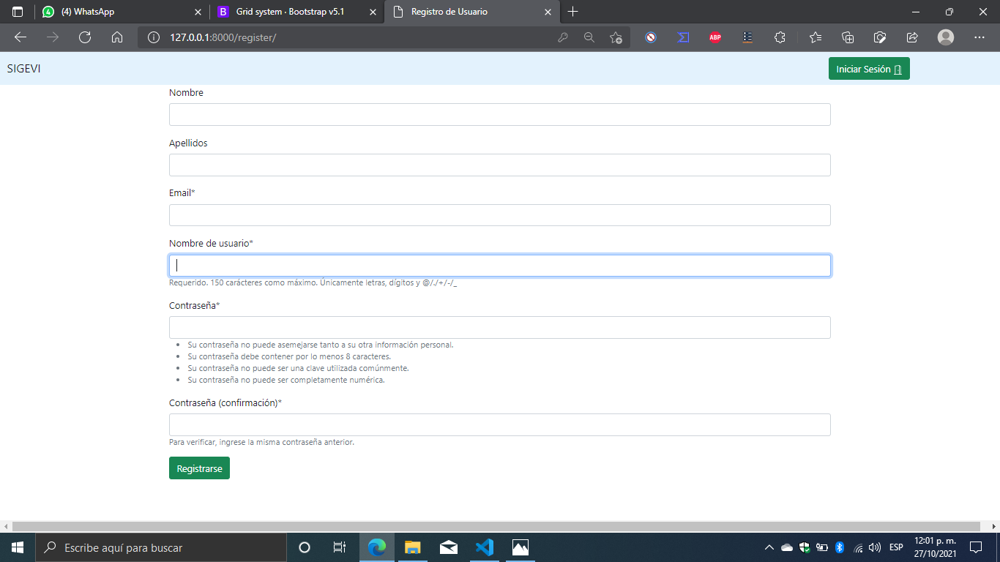 (4) WhatsApp
Grid system · Bootstrap v5.1
Registro de Usuario
127.0.0.1:8000/register/
ABP
SIGEVI
Iniciar Sesión
Nombre
Apellidos
Email*
Nombre de usuario*
Requerido. 150 carácteres como máximo. Únicamente letras, dígitos y @/./+/-/_
Contraseña*
Su contraseña no puede asemejarse tanto a su otra información personal.
Su contraseña debe contener por lo menos 8 caracteres.
Su contraseña no puede ser una clave utilizada comúnmente.
Su contraseña no puede ser completamente numérica.
Contraseña (confirmación)*
Para verificar, ingrese la misma contraseña anterior.
Registrarse
Escribe aquí para buscar
ESP
12:01 p. m.
27/10/2021